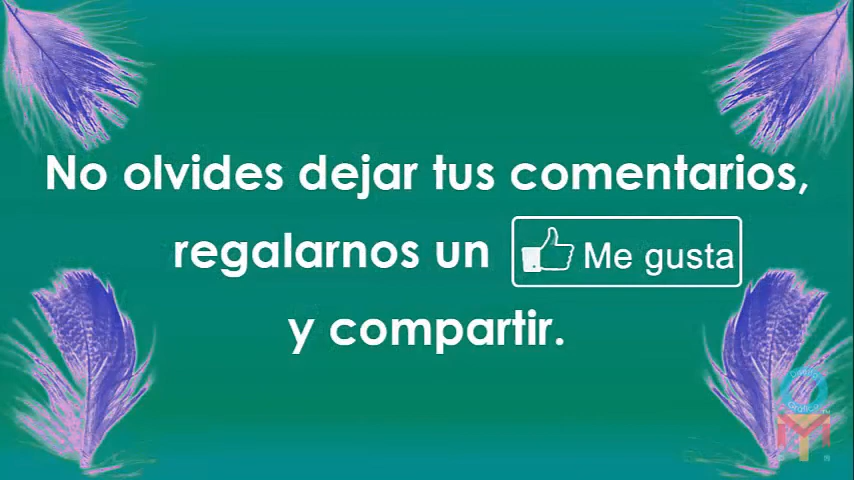 No olvides dejar tus comentarios,
regalarnos un Me gusta
y compartir.